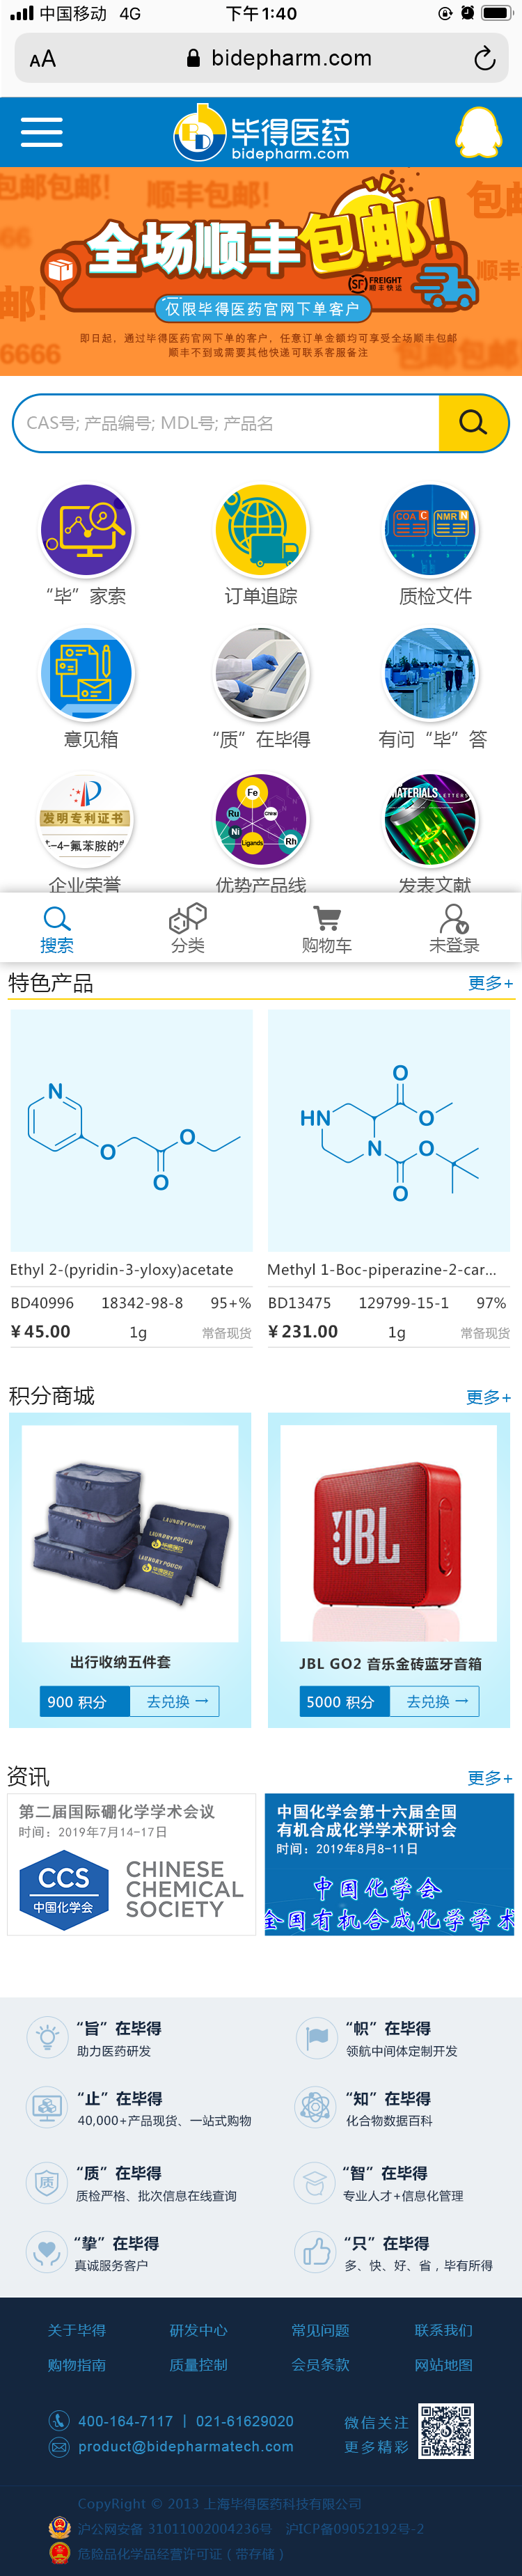 中国移动 4G 下午1:40
AA bidepharm.com
毕得医药
bidepharm.com
包邮包邮! 顺丰包邮! 包邮
66 顺丰
邮!
6666 包邮包邮
全场顺丰包邮!
SF FREIGHT
顺丰快运
仅限毕得医药官网下单客户
即日起，通过毕得医药官网下单的客户，任意订单金额均可享受全场顺丰包邮
顺丰不到或需要其他快递可联系客服备注
CAS号; 产品编号; MDL号; 产品名
COA C NMR N
“毕”家索 订单追踪 质检文件
意见箱 “质”在毕得 有问“毕”答
发明专利证书
-4-氟苯胺的
Fe
Ru
Ni
Ligands
Rh
MATERIALS LETTERS
企业荣誉 优势产品线 发表文献
搜索 分类 购物车 未登录
特色产品 更多+
N
O
O
O
HN
N
O
O
O
O
Ethyl 2-(pyridin-3-yloxy)acetate
BD40996 18342-98-8 95+%
¥45.00 1g 常备现货
Methyl 1-Boc-piperazine-2-car...
BD13475 129799-15-1 97%
¥231.00 1g 常备现货
积分商城 更多+
LAUNDRY POUCH
LAUNDRY POUCH
毕得医药
LAUNDRY POUCH
毕得医药
出行收纳五件套
900 积分 去兑换 →
JBL
JBL GO2 音乐金砖蓝牙音箱
5000 积分 去兑换 →
资讯 更多+
第二届国际硼化学学术会议
时间：2019年7月14-17日
CCS
中国化学会
CHINESE
CHEMICAL
SOCIETY
中国化学会第十六届全国
有机合成化学学术研讨会
时间：2019年8月8-11日
中国化学会
全国有机合成化学学术
“旨”在毕得
助力医药研发
“帜”在毕得
领航中间体定制开发
“止”在毕得
40,000+产品现货、一站式购物
“知”在毕得
化合物数据百科
质
“质”在毕得
质检严格、批次信息在线查询
“智”在毕得
专业人才+信息化管理
“挚”在毕得
真诚服务客户
“只”在毕得
多、快、好、省，毕有所得
关于毕得 研发中心 常见问题 联系我们
购物指南 质量控制 会员条款 网站地图
400-164-7117 | 021-61629020
product@bidepharmatech.com
微信关注
更多精彩
CopyRight © 2013 上海毕得医药科技有限公司
沪公网安备 31011002004236号 沪ICP备09052192号-2
危险品化学品经营许可证（带存储）